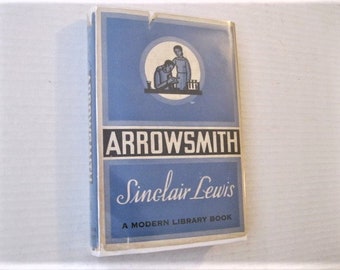 ARROWSMITH
Sinclair Lewis
A MODERN LIBRARY BOOK